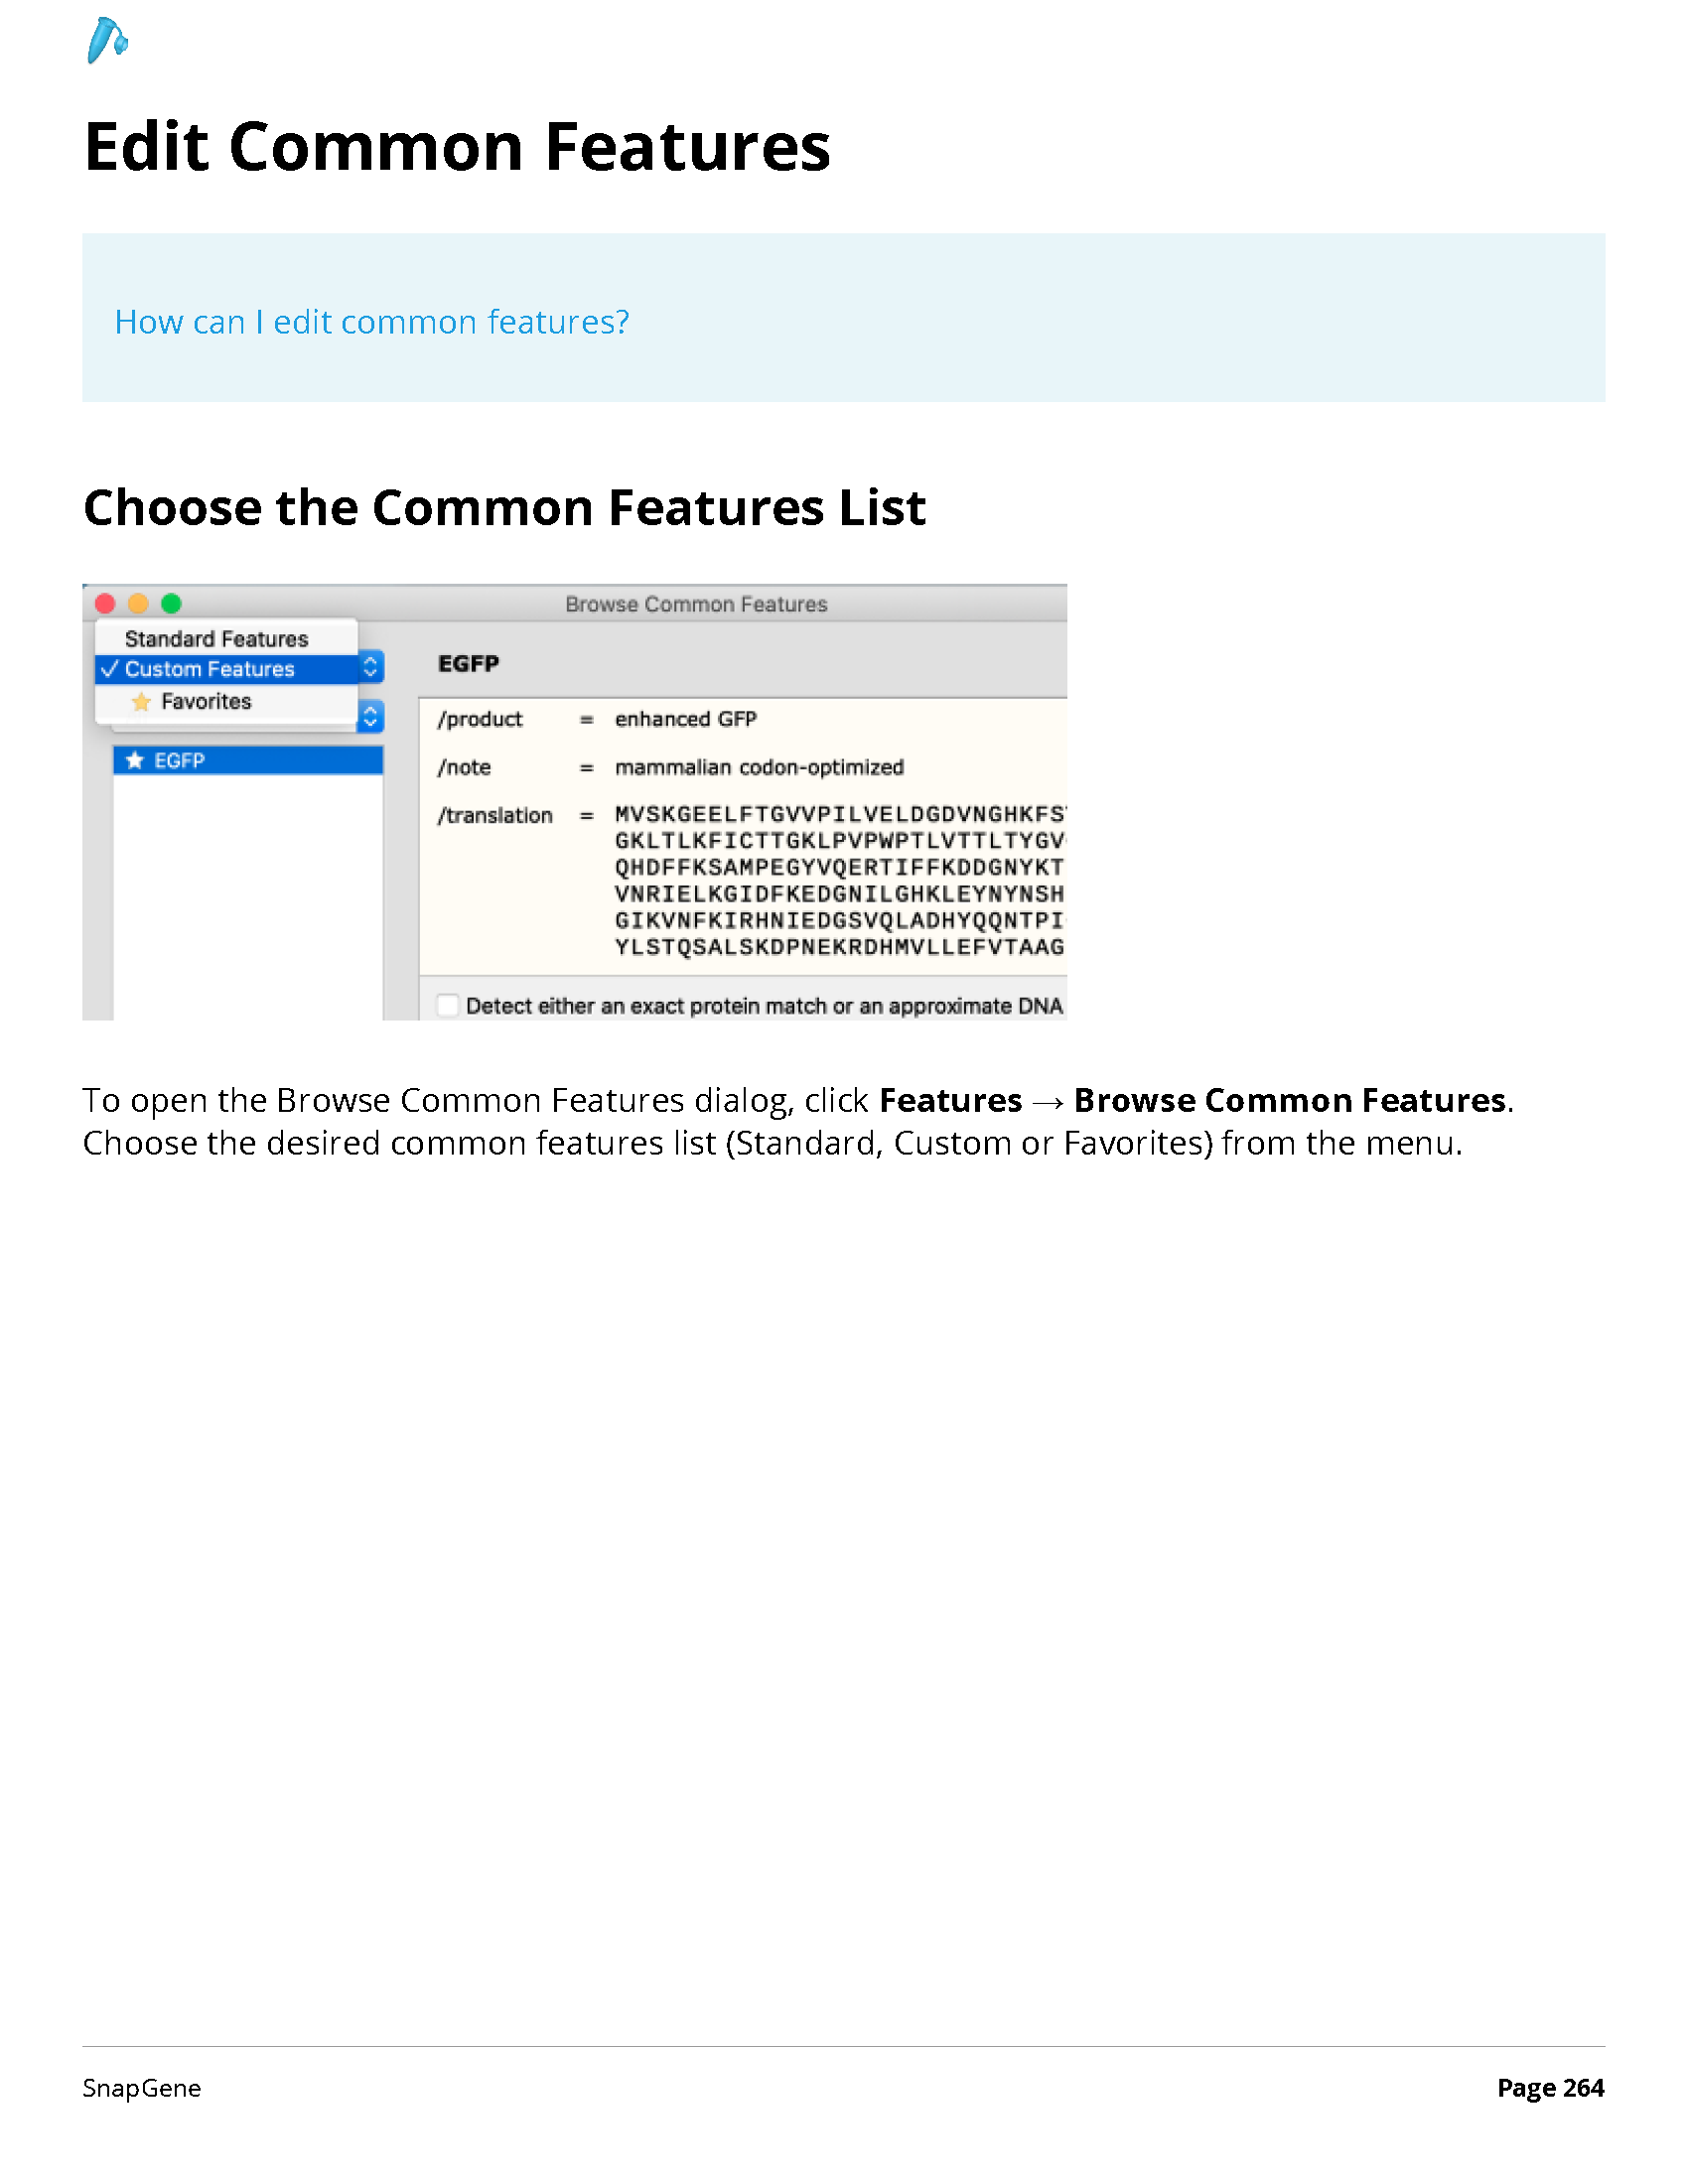 Edit Common Features
How can I edit common features?
Choose the Common Features List
Browse Common Features
Standard Features
✓ Custom Features
Favorites
EGFP
EGFP
/product = enhanced GFP
/note = mammalian codon-optimized
/translation = MVSKGEELFTGVVPILVELDGDVNGHKFS
GKLTLKFICTTGKLPVPWPTLVTTLTYGV
QHDFFKSAMPEGYVQERTIFFKDDGNYKT
VNRIELKGIDFKEDGNILGHKLEYNYNSH
GIKVNFKIRHNIEDGSVQLADHYQQNTPI
YLSTQSALSKDPNEKRDHMVLLEFVTAAG
Detect either an exact protein match or an approximate DNA
To open the Browse Common Features dialog, click Features → Browse Common Features.
Choose the desired common features list (Standard, Custom or Favorites) from the menu.
SnapGene
Page 264